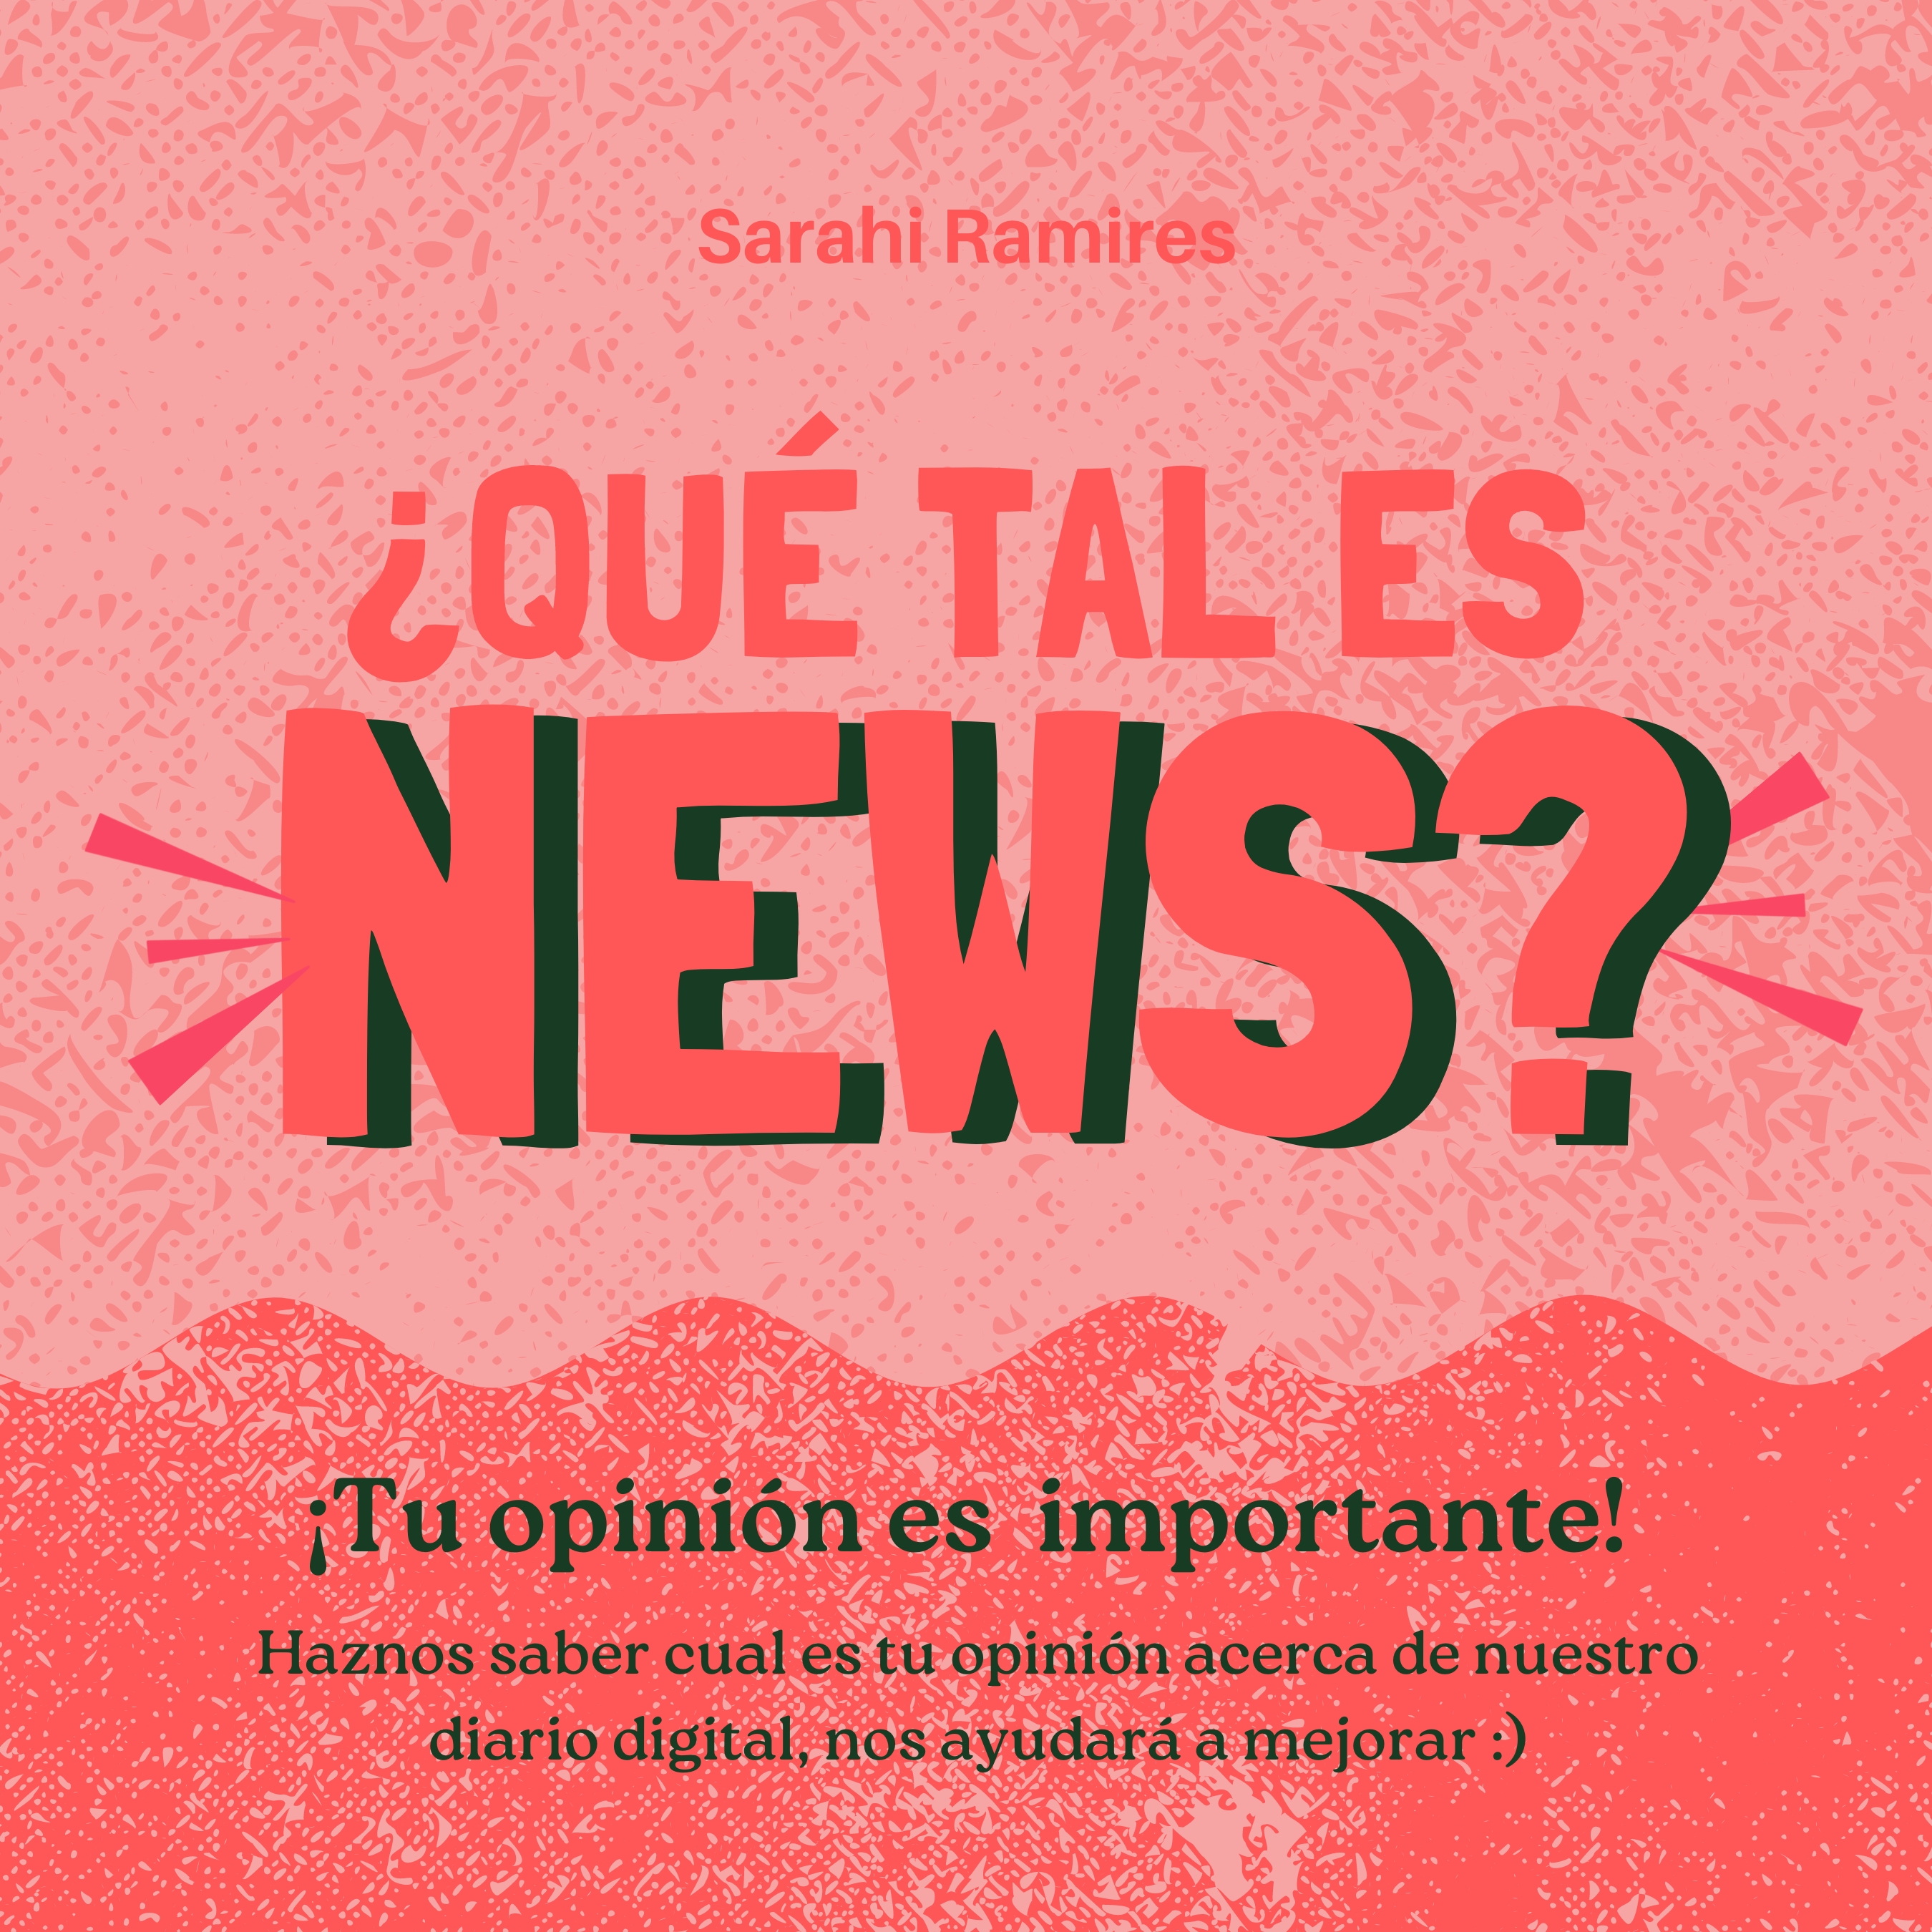 Sarahi Ramires
¿QUÉ TAL ES
NEWS?
¡Tu opinión es  importante!
Haznos saber cual es tu opinión acerca de nuestro
diario digital, nos ayudará a mejorar :)